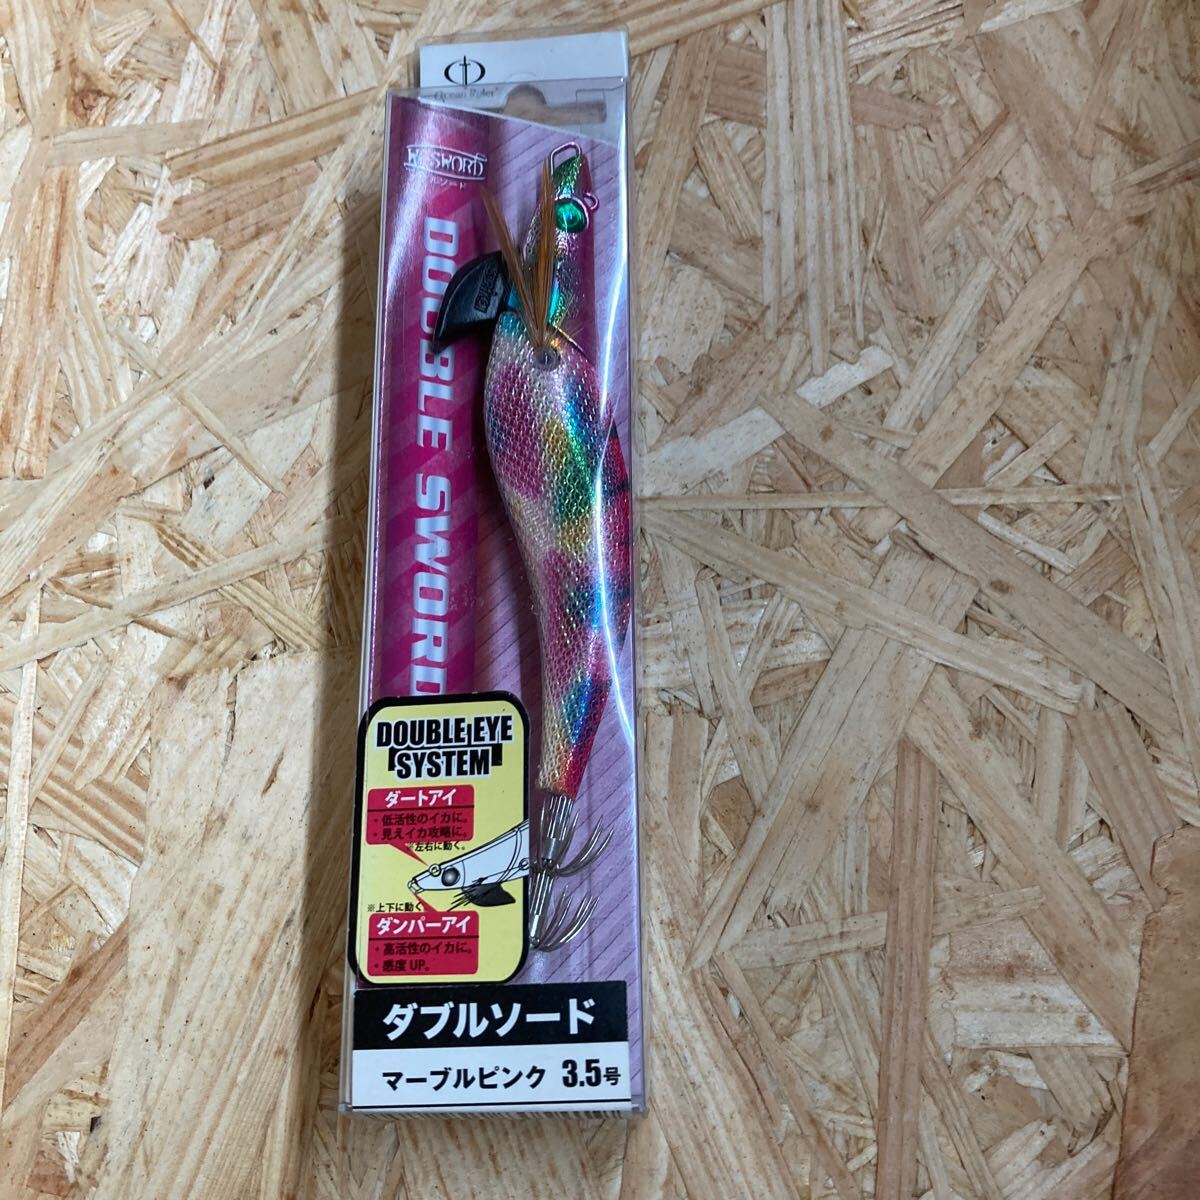 Ocean Ruler
W-SWORD
DOUBLE SWORD
DOUBLE EYE
SYSTEM
ダートアイ
・低活性のイカに。
・見えイカ攻略に。
※左右に動く。
※上下に動く
ダンパーアイ
・高活性のイカに。
・感度UP。
ダブルソード
マーブルピンク 3.5号